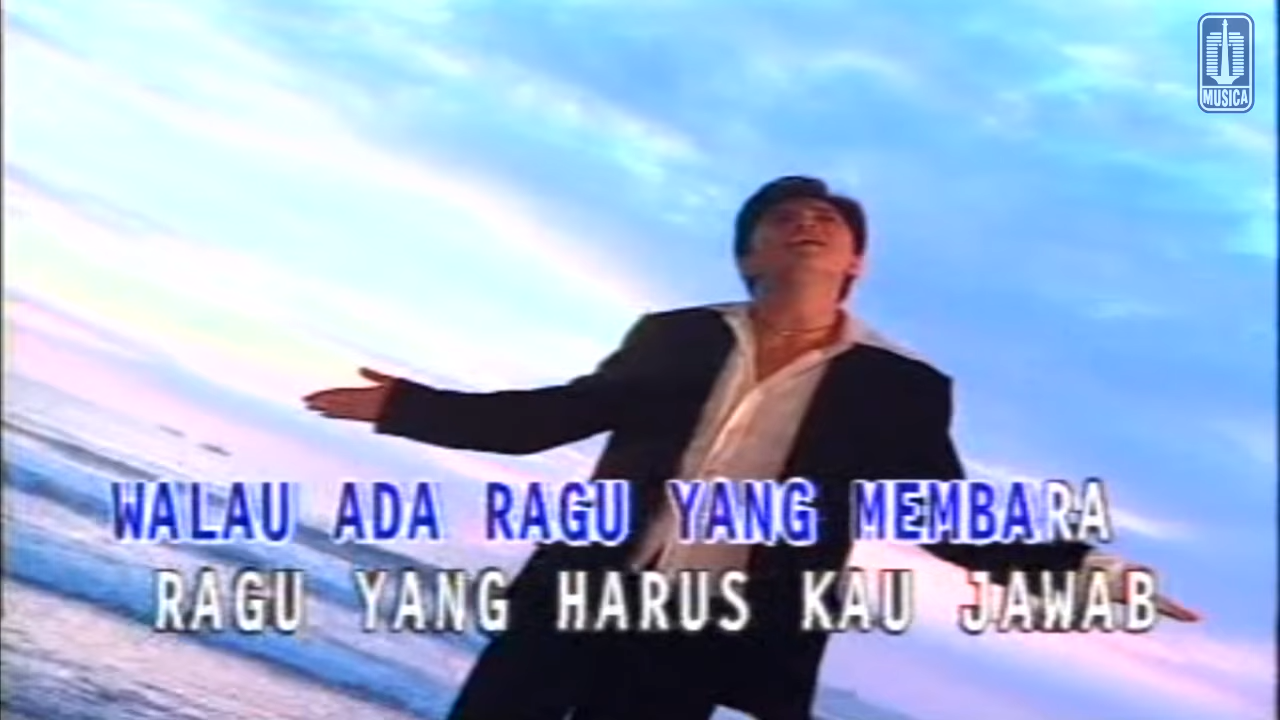 MUSICA
WALAU ADA RAGU YANG MEMBARA
RAGU YANG HARUS KAU JAWAB